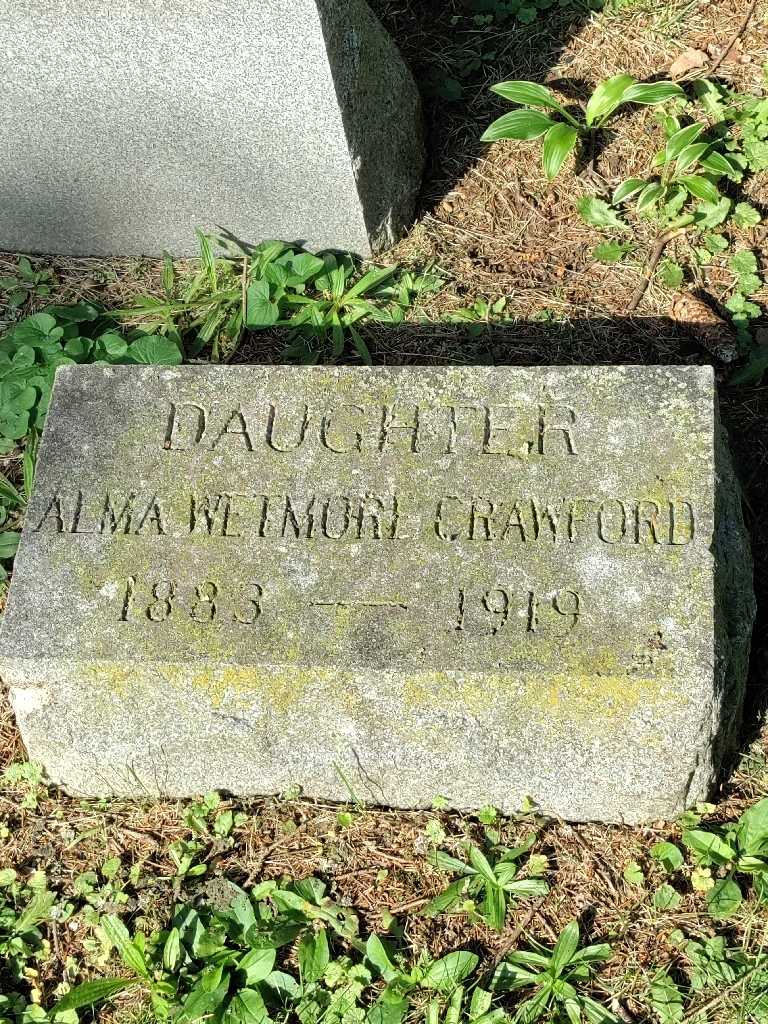 DAUGHTER
ALMA WETMORE CRAWFORD
1883 — 1919